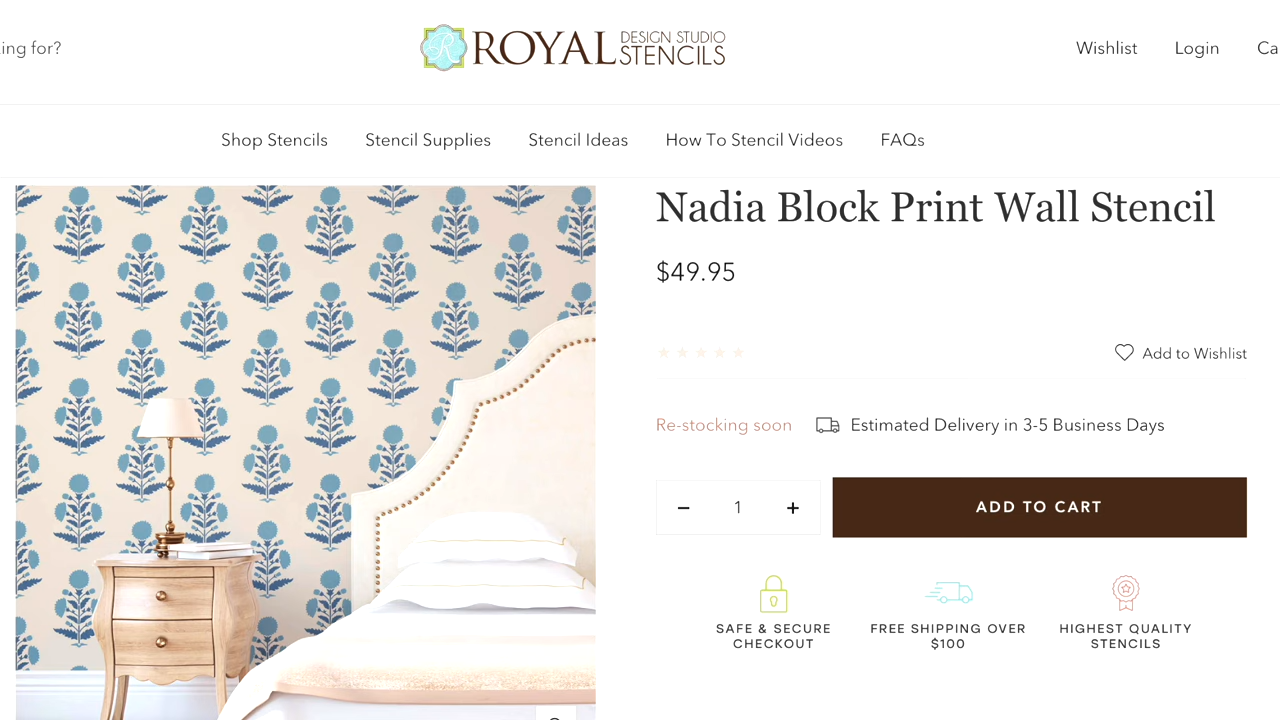 ing for?
ROYAL DESIGN STUDIO
STENCILS
Wishlist
Login
Ca
Shop Stencils
Stencil Supplies
Stencil Ideas
How To Stencil Videos
FAQs
Nadia Block Print Wall Stencil
$49.95
Add to Wishlist
Re-stocking soon
Estimated Delivery in 3-5 Business Days
1
ADD TO CART
SAFE & SECURE
CHECKOUT
FREE SHIPPING OVER
$100
HIGHEST QUALITY
STENCILS